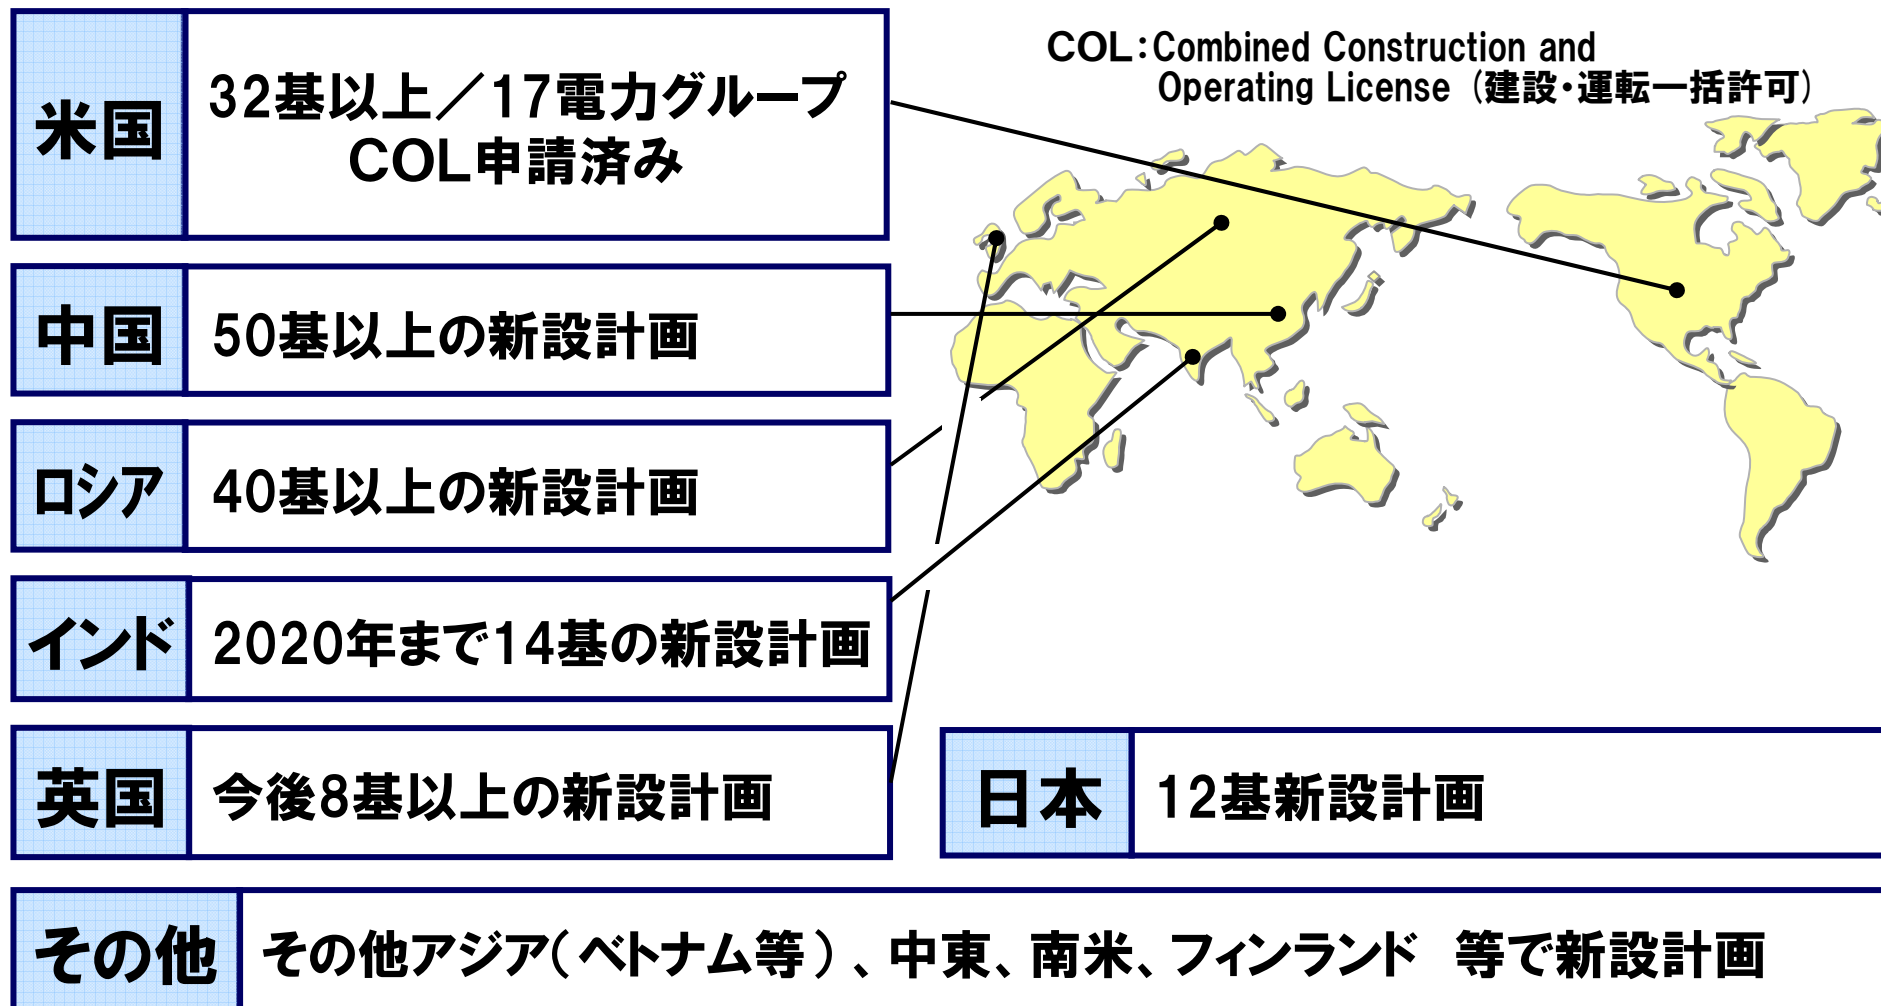 COL:Combined Construction and
Operating License (建設・運転一括許可)
米国
32基以上／17電力グループ
COL申請済み
中国
50基以上の新設計画
ロシア
40基以上の新設計画
インド
2020年まで14基の新設計画
英国
今後8基以上の新設計画
日本
12基新設計画
その他
その他アジア(ベトナム等)、中東、南米、フィンランド 等で新設計画